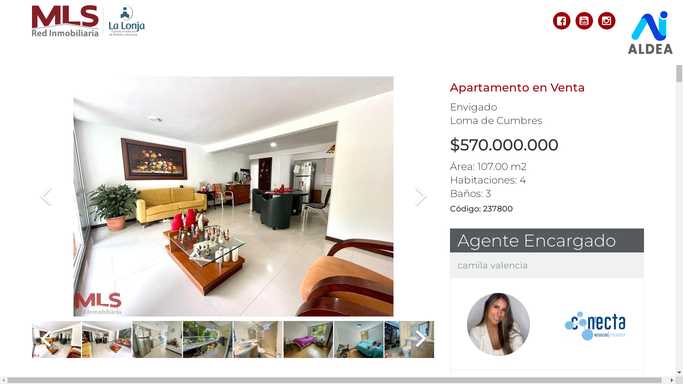 MLS
Red Inmobiliaria
La Lonja
ALDEA
Apartamento en Venta
Envigado
Loma de Cumbres
$570.000.000
Área: 107.00 m2
Habitaciones: 4
Baños: 3
Código: 237800
Agente Encargado
camila valencia
MLS
Red Inmobiliaria
conecta